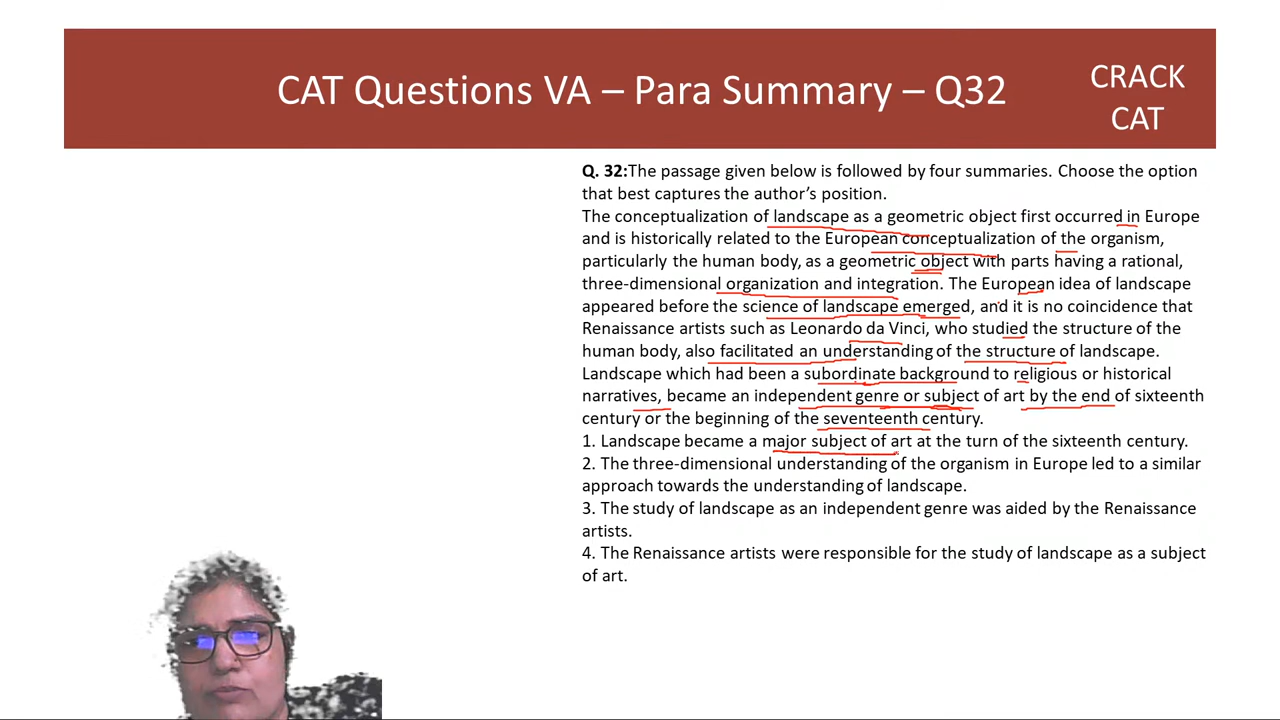 CAT Questions VA – Para Summary – Q32
CRACK
CAT
Q. 32:The passage given below is followed by four summaries. Choose the option
that best captures the author's position.
The conceptualization of landscape as a geometric object first occurred in Europe
and is historically related to the European conceptualization of the organism,
particularly the human body, as a geometric object with parts having a rational,
three-dimensional organization and integration. The European idea of landscape
appeared before the science of landscape emerged, and it is no coincidence that
Renaissance artists such as Leonardo da Vinci, who studied the structure of the
human body, also facilitated an understanding of the structure of landscape.
Landscape which had been a subordinate background to religious or historical
narratives, became an independent genre or subject of art by the end of sixteenth
century or the beginning of the seventeenth century.
1. Landscape became a major subject of art at the turn of the sixteenth century.
2. The three-dimensional understanding of the organism in Europe led to a similar
approach towards the understanding of landscape.
3. The study of landscape as an independent genre was aided by the Renaissance
artists.
4. The Renaissance artists were responsible for the study of landscape as a subject
of art.